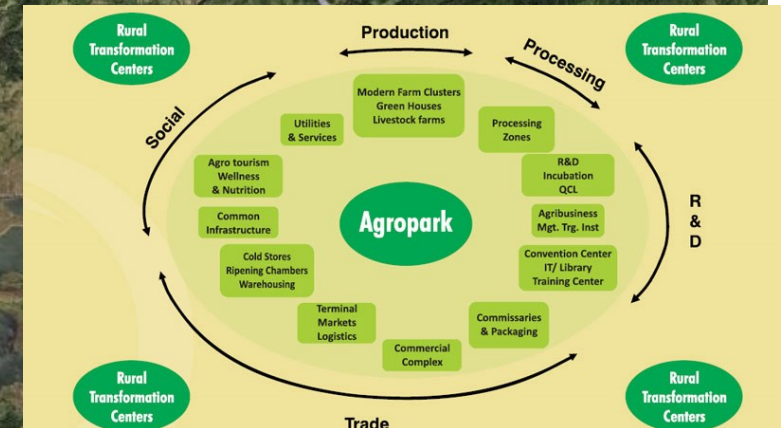 Rural
Transformation
Centers
Production
Processing
Rural
Transformation
Centers
Social
Modern Farm Clusters
Green Houses
Livestock farms
Utilities
& Services
Processing
Zones
Agro tourism
Wellness
& Nutrition
R&D
Incubation
QCL
Common
Infrastructure
Agropark
Agribusiness
Mgt. Trg. Inst
R
&
D
Cold Stores
Ripening Chambers
Warehousing
Convention Center
IT/ Library
Training Center
Terminal
Markets
Logistics
Commissaries
& Packaging
Commercial
Complex
Rural
Transformation
Centers
Trade
Rural
Transformation
Centers